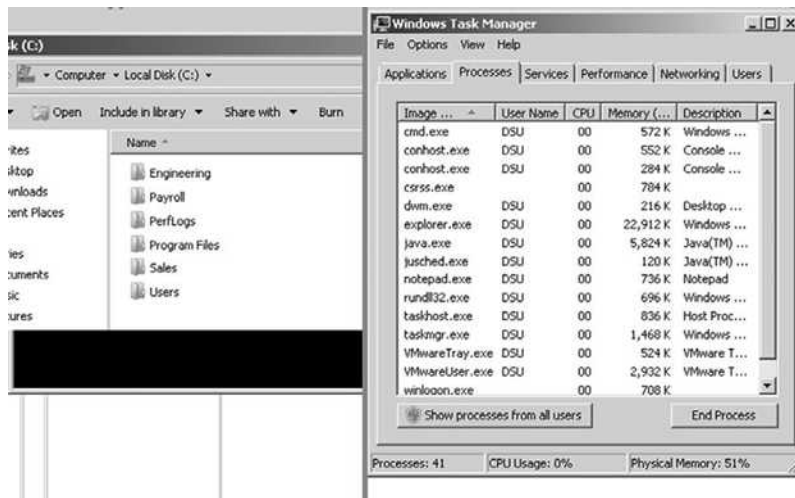 sk (C:)
Computer Local Disk (C:)
Open Include in library Share with Burn
Name
rites
sktop
wnloads
cent Places
ries
cuments
sic
tures
Engineering
Payroll
PerfLogs
Program Files
Sales
Users
Windows Task Manager
File Options View Help
Applications Processes Services Performance Networking Users
Image ... User Name CPU Memory (... Description
cmd.exe DSU 00 572 K Windows ...
conhost.exe DSU 00 552 K Console ...
conhost.exe DSU 00 284 K Console ...
csrss.exe 00 784 K
dwm.exe DSU 00 216 K Desktop ...
explorer.exe DSU 00 22,912 K Windows ...
java.exe DSU 00 5,824 K Java(TM) ...
jusched.exe DSU 00 120 K Java(TM) ...
notepad.exe DSU 00 736 K Notepad
rundll32.exe DSU 00 696 K Windows ...
taskhost.exe DSU 00 836 K Host Proc...
taskmgr.exe DSU 00 1,468 K Windows ...
VMwareTray.exe DSU 00 524 K VMware T...
VMwareUser.exe DSU 00 2,932 K VMware T...
winlogon.exe 00 708 K
Show processes from all users End Process
Processes: 41 CPU Usage: 0% Physical Memory: 51%